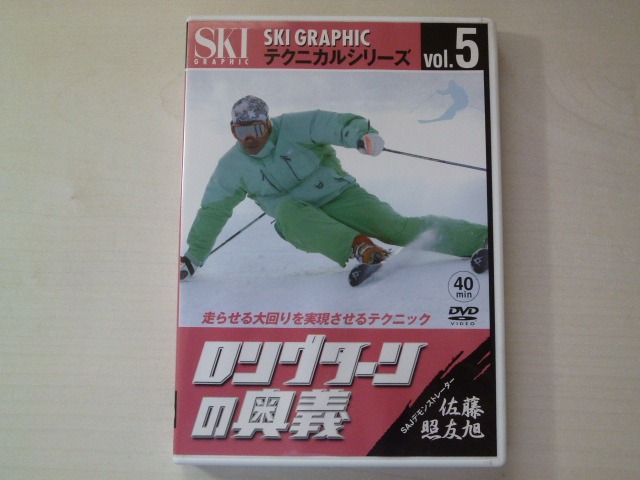 SKI
GRAPHIC
SKI GRAPHIC
テクニカルシリーズ
vol.5
40
min
DVD
VIDEO
走らせる大回りを実現させるテクニック
ロングターン
の奥義
SAJデモンストレーター
佐藤
照友旭